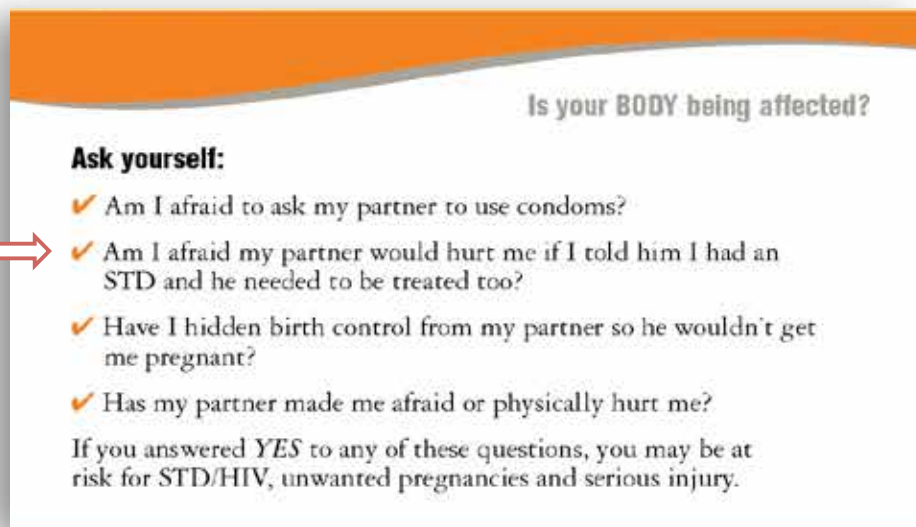 Is your BODY being affected?
Ask yourself:
✔ Am I afraid to ask my partner to use condoms?
✔ Am I afraid my partner would hurt me if I told him I had an
STD and he needed to be treated too?
✔ Have I hidden birth control from my partner so he wouldn't get
me pregnant?
✔ Has my partner made me afraid or physically hurt me?
If you answered YES to any of these questions, you may be at
risk for STD/HIV, unwanted pregnancies and serious injury.